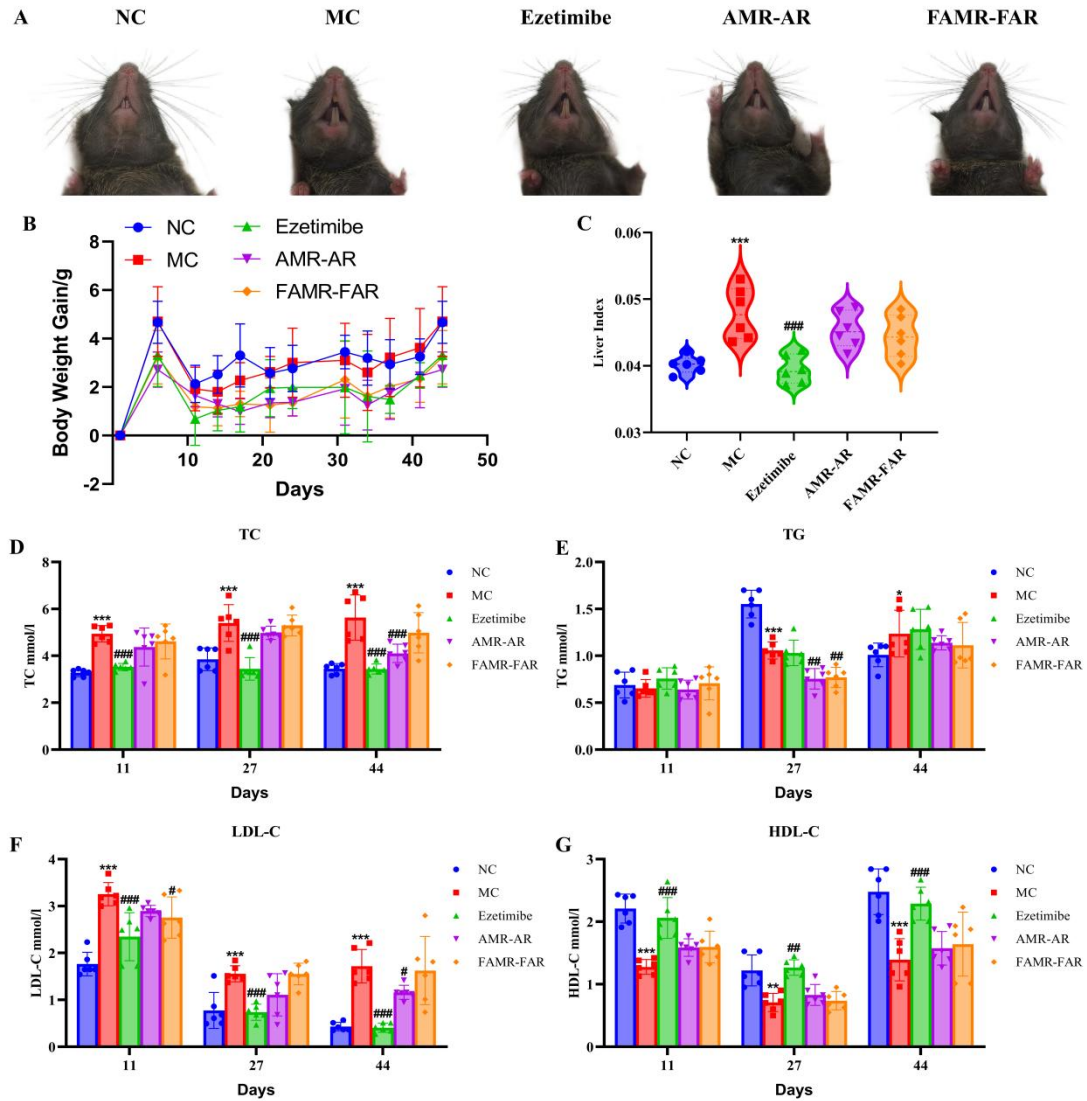 A NC MC Ezetimibe AMR-AR FAMR-FAR
B
NC Ezetimibe
MC AMR-AR
FAMR-FAR
Body Weight Gain/g
8
6
4
2
0
-2
10 20 30 40 50
Days
C
Liver Index
0.06
0.05
0.04
0.03
***
###
NC MC Ezetimibe AMR-AR FAMR-FAR
D
TC
TC mmol/l
8
6
4
2
0
*** ### *** ### *** ### ###
11 27 44
Days
NC
MC
Ezetimibe
AMR-AR
FAMR-FAR
E
TG
TG mmol/l
2.0
1.5
1.0
0.5
0.0
*** ## ## *
11 27 44
Days
NC
MC
Ezetimibe
AMR-AR
FAMR-FAR
F
LDL-C
LDL-C mmol/l
4
3
2
1
0
*** ### # *** ### *** ### #
11 27 44
Days
NC
MC
Ezetimibe
AMR-AR
FAMR-FAR
G
HDL-C
HDL-C mmol/l
3
2
1
0
*** ### ** ## *** ###
11 27 44
Days
NC
MC
Ezetimibe
AMR-AR
FAMR-FAR